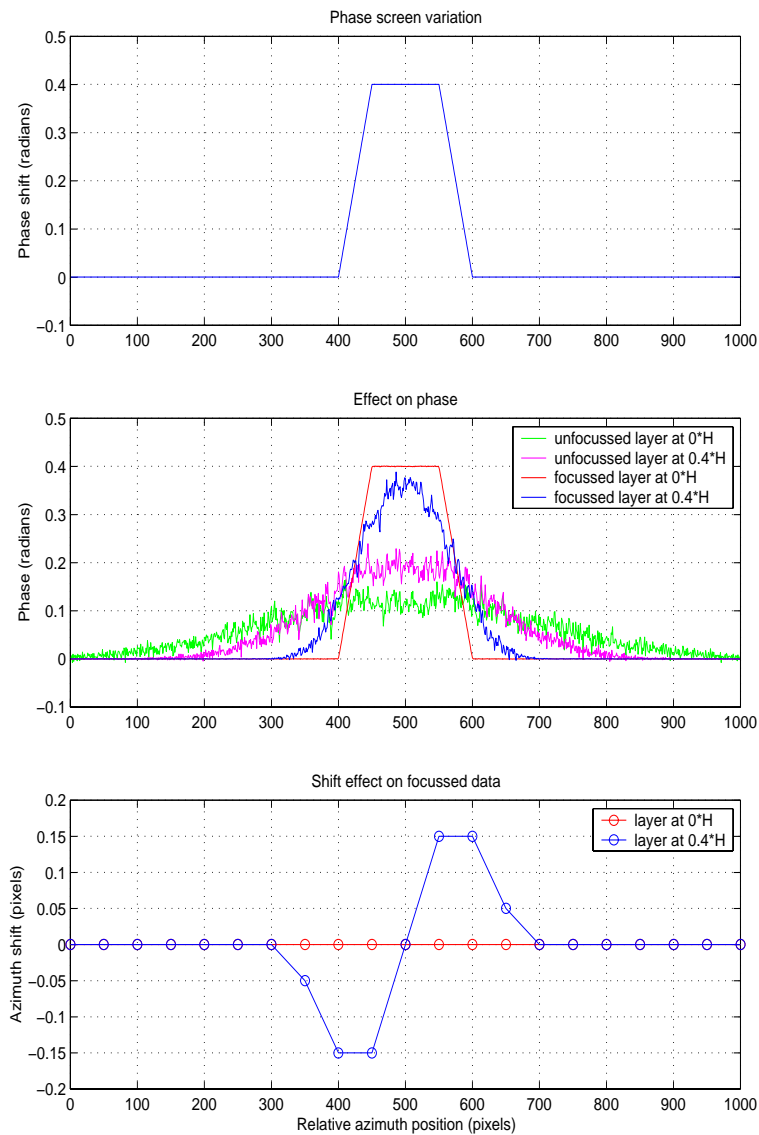 Phase screen variation
Phase shift (radians)
0.5
0.4
0.3
0.2
0.1
0
−0.1
0 100 200 300 400 500 600 700 800 900 1000
Effect on phase
Phase (radians)
0.5
0.4
0.3
0.2
0.1
0
−0.1
unfocussed layer at 0*H
unfocussed layer at 0.4*H
focussed layer at 0*H
focussed layer at 0.4*H
0 100 200 300 400 500 600 700 800 900 1000
Shift effect on focussed data
Azimuth shift (pixels)
0.2
0.15
0.1
0.05
0
−0.05
−0.1
−0.15
−0.2
layer at 0*H
layer at 0.4*H
0 100 200 300 400 500 600 700 800 900 1000
Relative azimuth position (pixels)